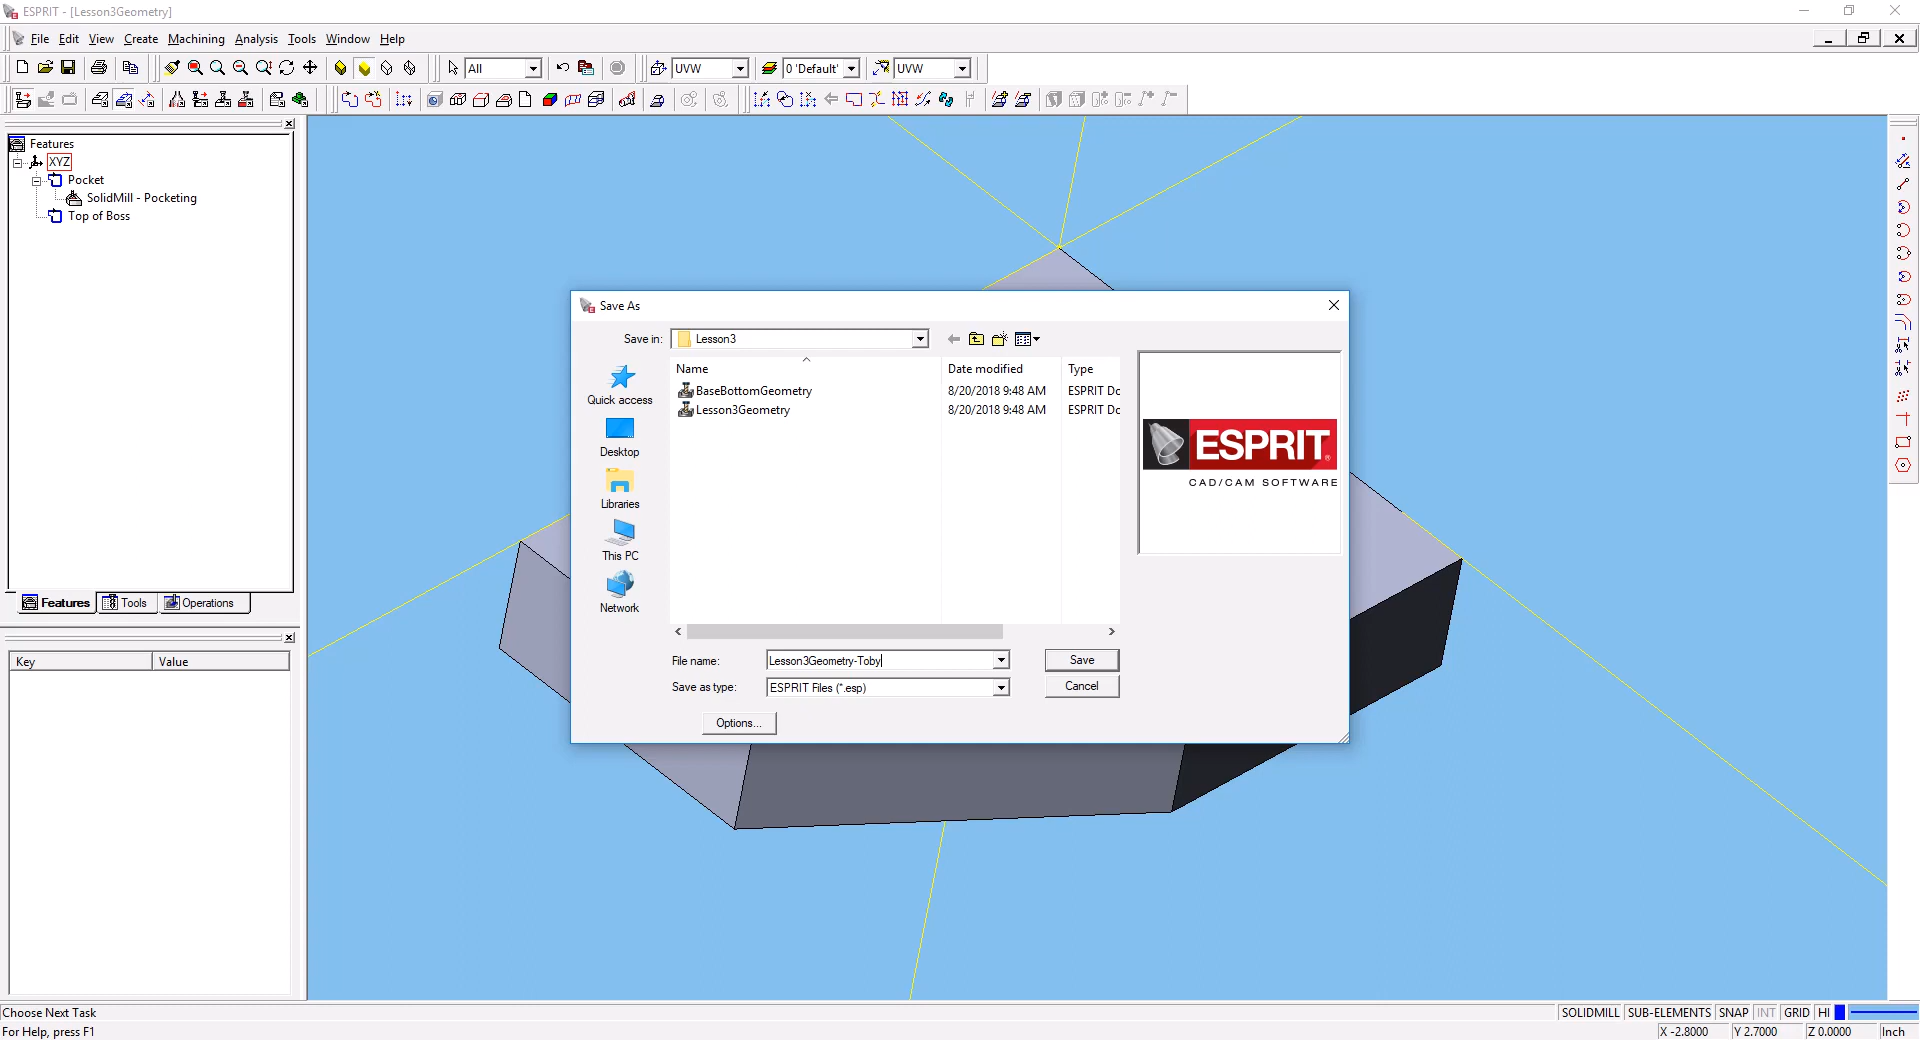 ESPRIT - [Lesson3Geometry]
File Edit View Create Machining Analysis Tools Window Help
All
UVW
0 'Default'
UVW
Features
XYZ
Pocket
SolidMill - Pocketing
Top of Boss
Features Tools Operations
Key Value
Save As
Save in: Lesson3
Quick access
Desktop
Libraries
This PC
Network
Name Date modified Type
BaseBottomGeometry 8/20/2018 9:48 AM ESPRIT Dc
Lesson3Geometry 8/20/2018 9:48 AM ESPRIT Dc
ESPRIT®
CAD/CAM SOFTWARE
File name: Lesson3Geometry-Toby Save
Save as type: ESPRIT Files (*.esp) Cancel
Options...
Choose Next Task
SOLIDMILL SUB-ELEMENTS SNAP INT GRID HI
For Help, press F1
X -2.8000 Y 2.7000 Z 0.0000 Inch